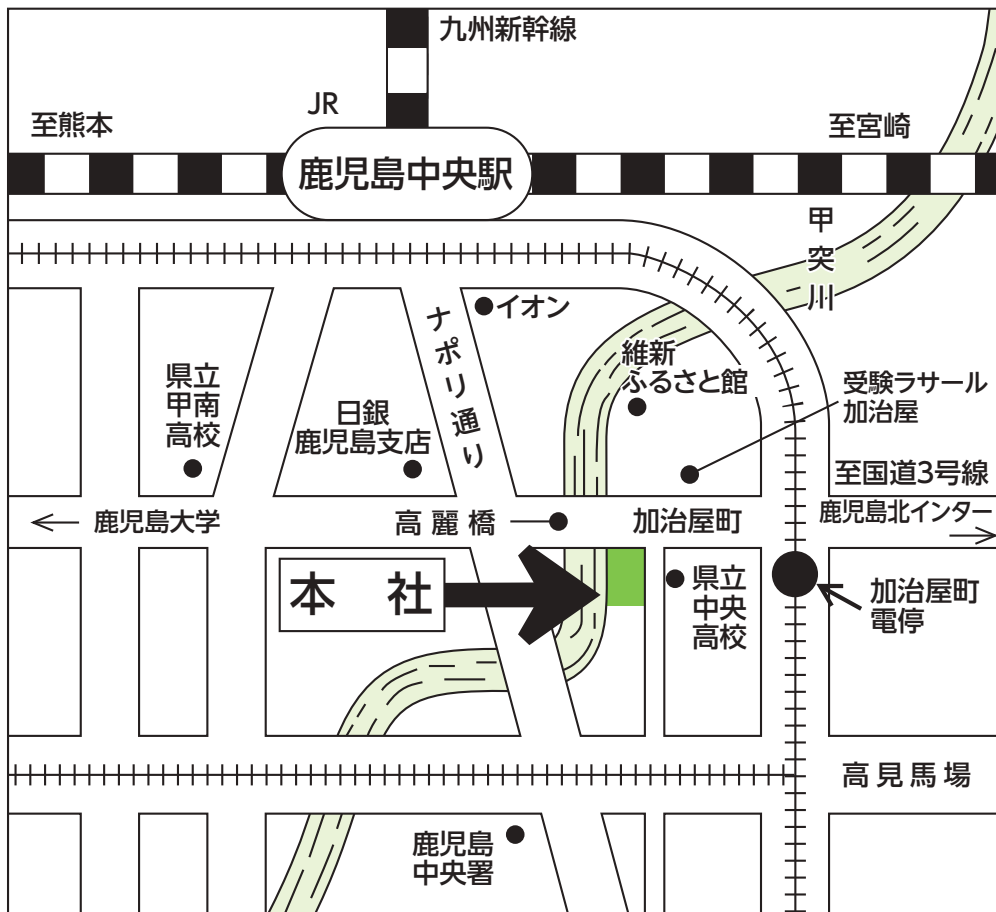 九州新幹線
JR
至熊本
至宮崎
鹿児島中央駅
甲突川
イオン
ナポリ通り
維新
ふるさと館
県立
甲南
高校
日銀
鹿児島支店
受験ラサール
加治屋
至国道3号線
鹿児島大学
高麗橋
加治屋町
鹿児島北インター
本社
県立
中央
高校
加治屋町
電停
高見馬場
鹿児島
中央署